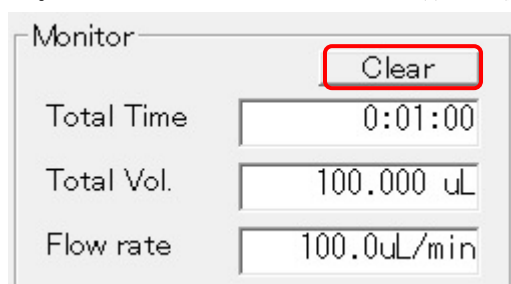 Monitor
Clear
Total Time 0:01:00
Total Vol. 100.000 uL
Flow rate 100.0uL/min